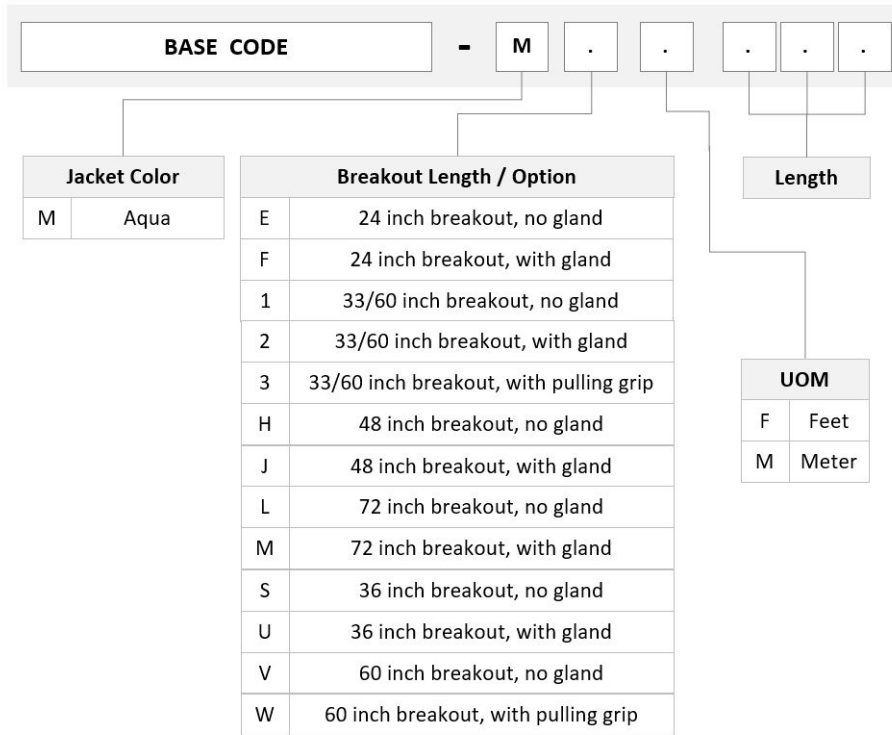 BASE CODE - M . . . . .
Jacket Color
M Aqua
Breakout Length / Option
E 24 inch breakout, no gland
F 24 inch breakout, with gland
1 33/60 inch breakout, no gland
2 33/60 inch breakout, with gland
3 33/60 inch breakout, with pulling grip
H 48 inch breakout, no gland
J 48 inch breakout, with gland
L 72 inch breakout, no gland
M 72 inch breakout, with gland
S 36 inch breakout, no gland
U 36 inch breakout, with gland
V 60 inch breakout, no gland
W 60 inch breakout, with pulling grip
Length
UOM
F Feet
M Meter